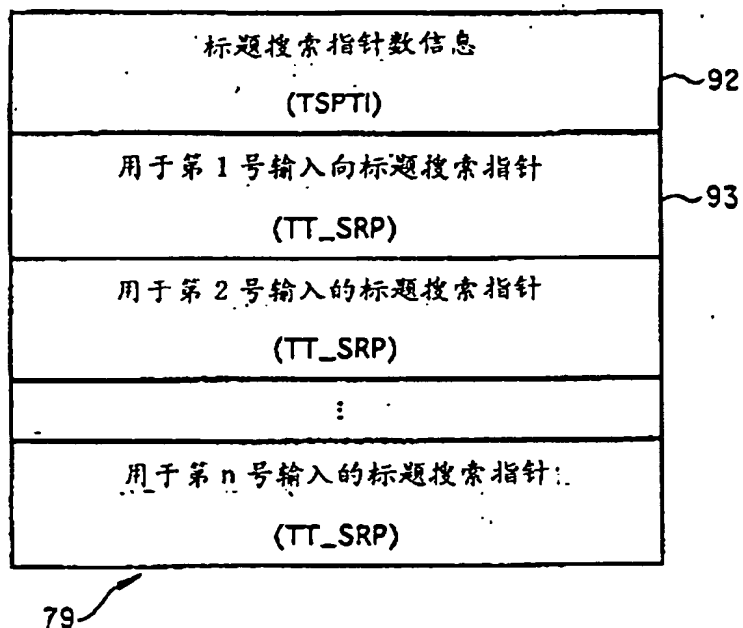 标题搜索指针数信息
(TSPTI)
92
用于第1号输入向标题搜索指针
(TT_SRP)
93
用于第2号输入的标题搜索指针
(TT_SRP)
⋮
用于第n号输入的标题搜索指针
(TT_SRP)
79